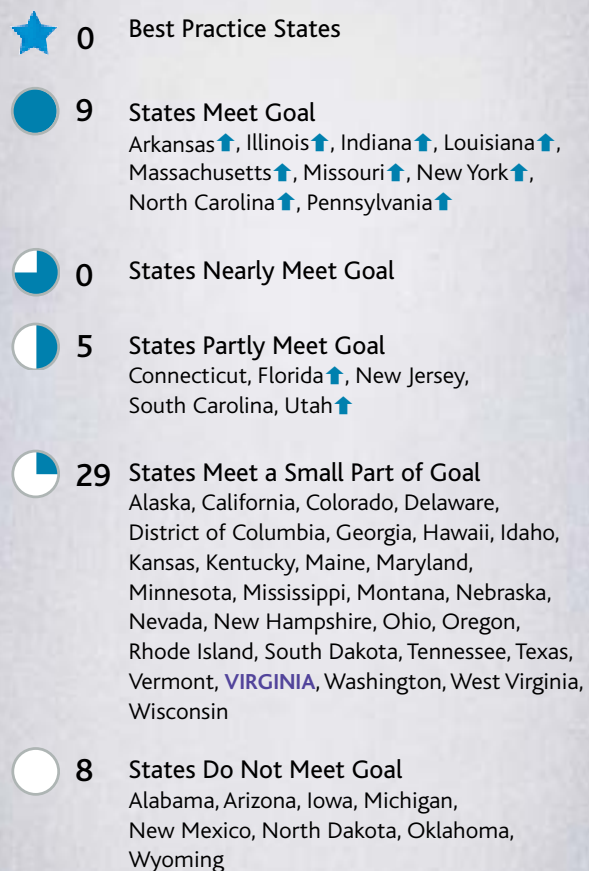 0 Best Practice States
9 States Meet Goal
Arkansas⬆, Illinois⬆, Indiana⬆, Louisiana⬆,
Massachusetts⬆, Missouri⬆, New York⬆,
North Carolina⬆, Pennsylvania⬆
0 States Nearly Meet Goal
5 States Partly Meet Goal
Connecticut, Florida⬆, New Jersey,
South Carolina, Utah⬆
29 States Meet a Small Part of Goal
Alaska, California, Colorado, Delaware,
District of Columbia, Georgia, Hawaii, Idaho,
Kansas, Kentucky, Maine, Maryland,
Minnesota, Mississippi, Montana, Nebraska,
Nevada, New Hampshire, Ohio, Oregon,
Rhode Island, South Dakota, Tennessee, Texas,
Vermont, VIRGINIA, Washington, West Virginia,
Wisconsin
8 States Do Not Meet Goal
Alabama, Arizona, Iowa, Michigan,
New Mexico, North Dakota, Oklahoma,
Wyoming